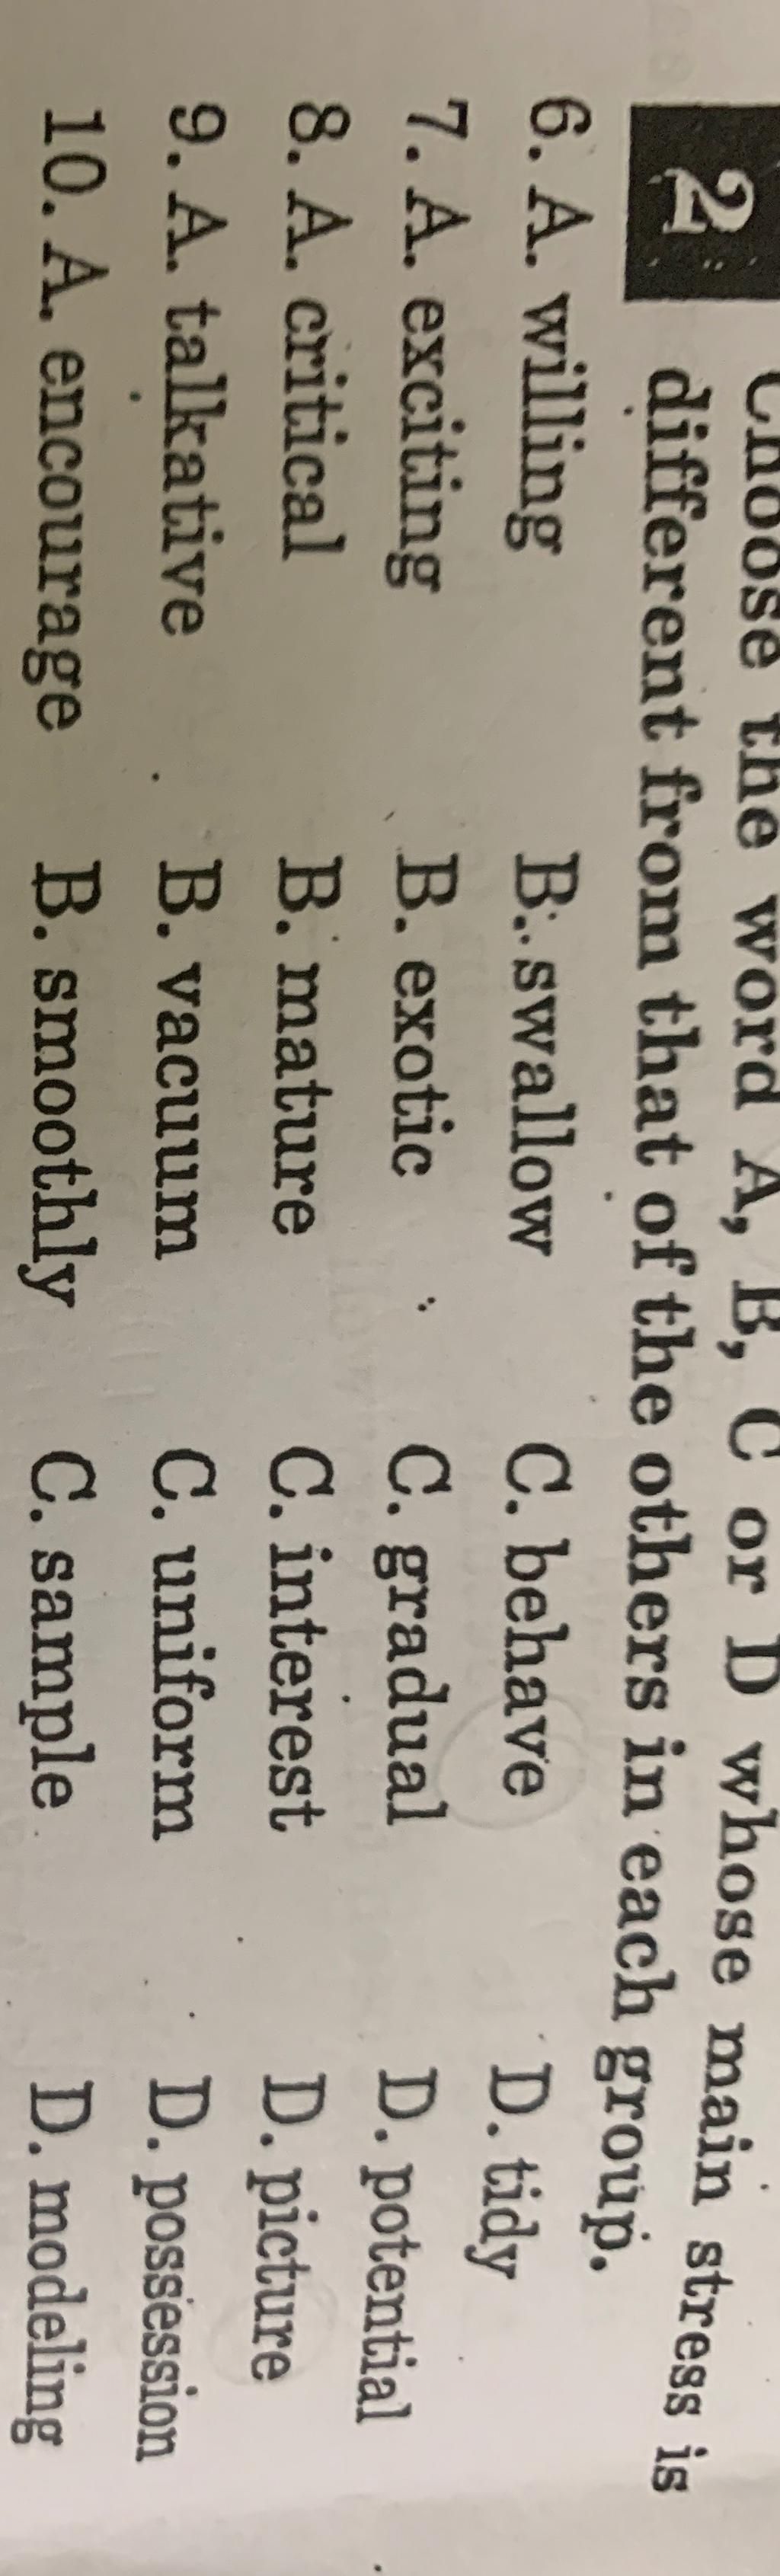 2 Choose the word A, B, C or D whose main stress is
different from that of the others in each group.
6. A. willing B. swallow C. behave D. tidy
7. A. exciting B. exotic C. gradual D. potential
8. A. critical B. mature C. interest D. picture
9. A. talkative B. vacuum C. uniform D. possession
10. A. encourage B. smoothly C. sample D. modeling